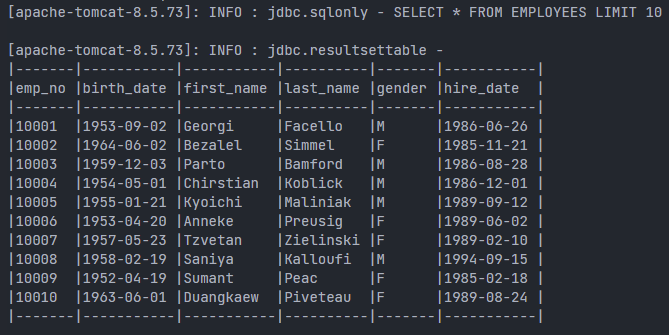 [apache-tomcat-8.5.73]: INFO : jdbc.sqlonly - SELECT * FROM EMPLOYEES LIMIT 10
[apache-tomcat-8.5.73]: INFO : jdbc.resultsettable -
|-------|-----------|-----------|----------|-------|-----------|
|emp_no |birth_date |first_name |last_name |gender |hire_date  |
|-------|-----------|-----------|----------|-------|-----------|
|10001  |1953-09-02 |Georgi     |Facello   |M      |1986-06-26 |
|10002  |1964-06-02 |Bezalel    |Simmel    |F      |1985-11-21 |
|10003  |1959-12-03 |Parto      |Bamford   |M      |1986-08-28 |
|10004  |1954-05-01 |Chirstian  |Koblick   |M      |1986-12-01 |
|10005  |1955-01-21 |Kyoichi    |Maliniak  |M      |1989-09-12 |
|10006  |1953-04-20 |Anneke     |Preusig   |F      |1989-06-02 |
|10007  |1957-05-23 |Tzvetan    |Zielinski |F      |1989-02-10 |
|10008  |1958-02-19 |Saniya     |Kalloufi  |M      |1994-09-15 |
|10009  |1952-04-19 |Sumant     |Peac      |F      |1985-02-18 |
|10010  |1963-06-01 |Duangkaew  |Piveteau  |F      |1989-08-24 |
|-------|-----------|-----------|----------|-------|-----------|